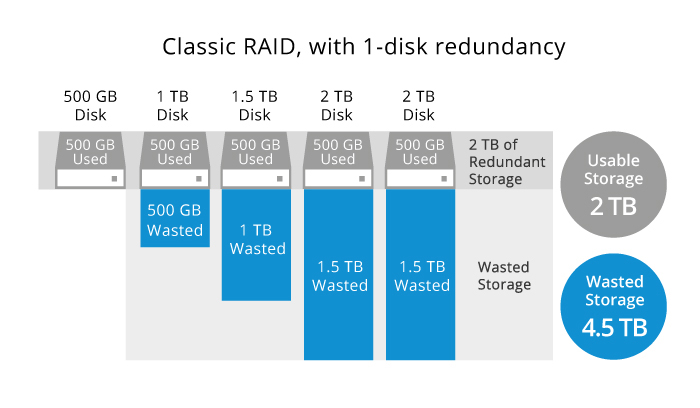 Classic RAID, with 1-disk redundancy
500 GB
Disk
1 TB
Disk
1.5 TB
Disk
2 TB
Disk
2 TB
Disk
500 GB
Used
500 GB
Used
500 GB
Used
500 GB
Used
500 GB
Used
2 TB of
Redundant
Storage
500 GB
Wasted
1 TB
Wasted
1.5 TB
Wasted
1.5 TB
Wasted
Wasted
Storage
Usable
Storage
2 TB
Wasted
Storage
4.5 TB